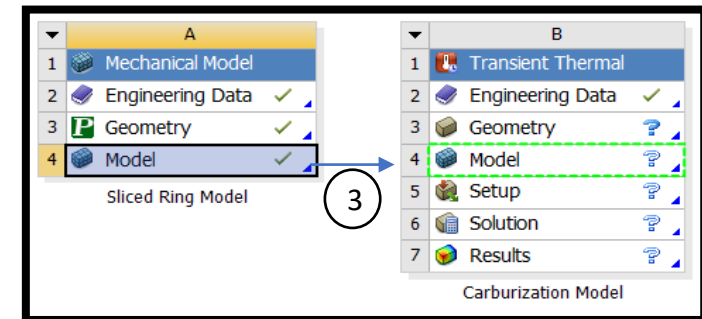 A
1 Mechanical Model
2 Engineering Data
3 P Geometry
4 Model
Sliced Ring Model
3
B
1 Transient Thermal
2 Engineering Data
3 Geometry ?
4 Model ?
5 Setup ?
6 Solution ?
7 Results ?
Carburization Model